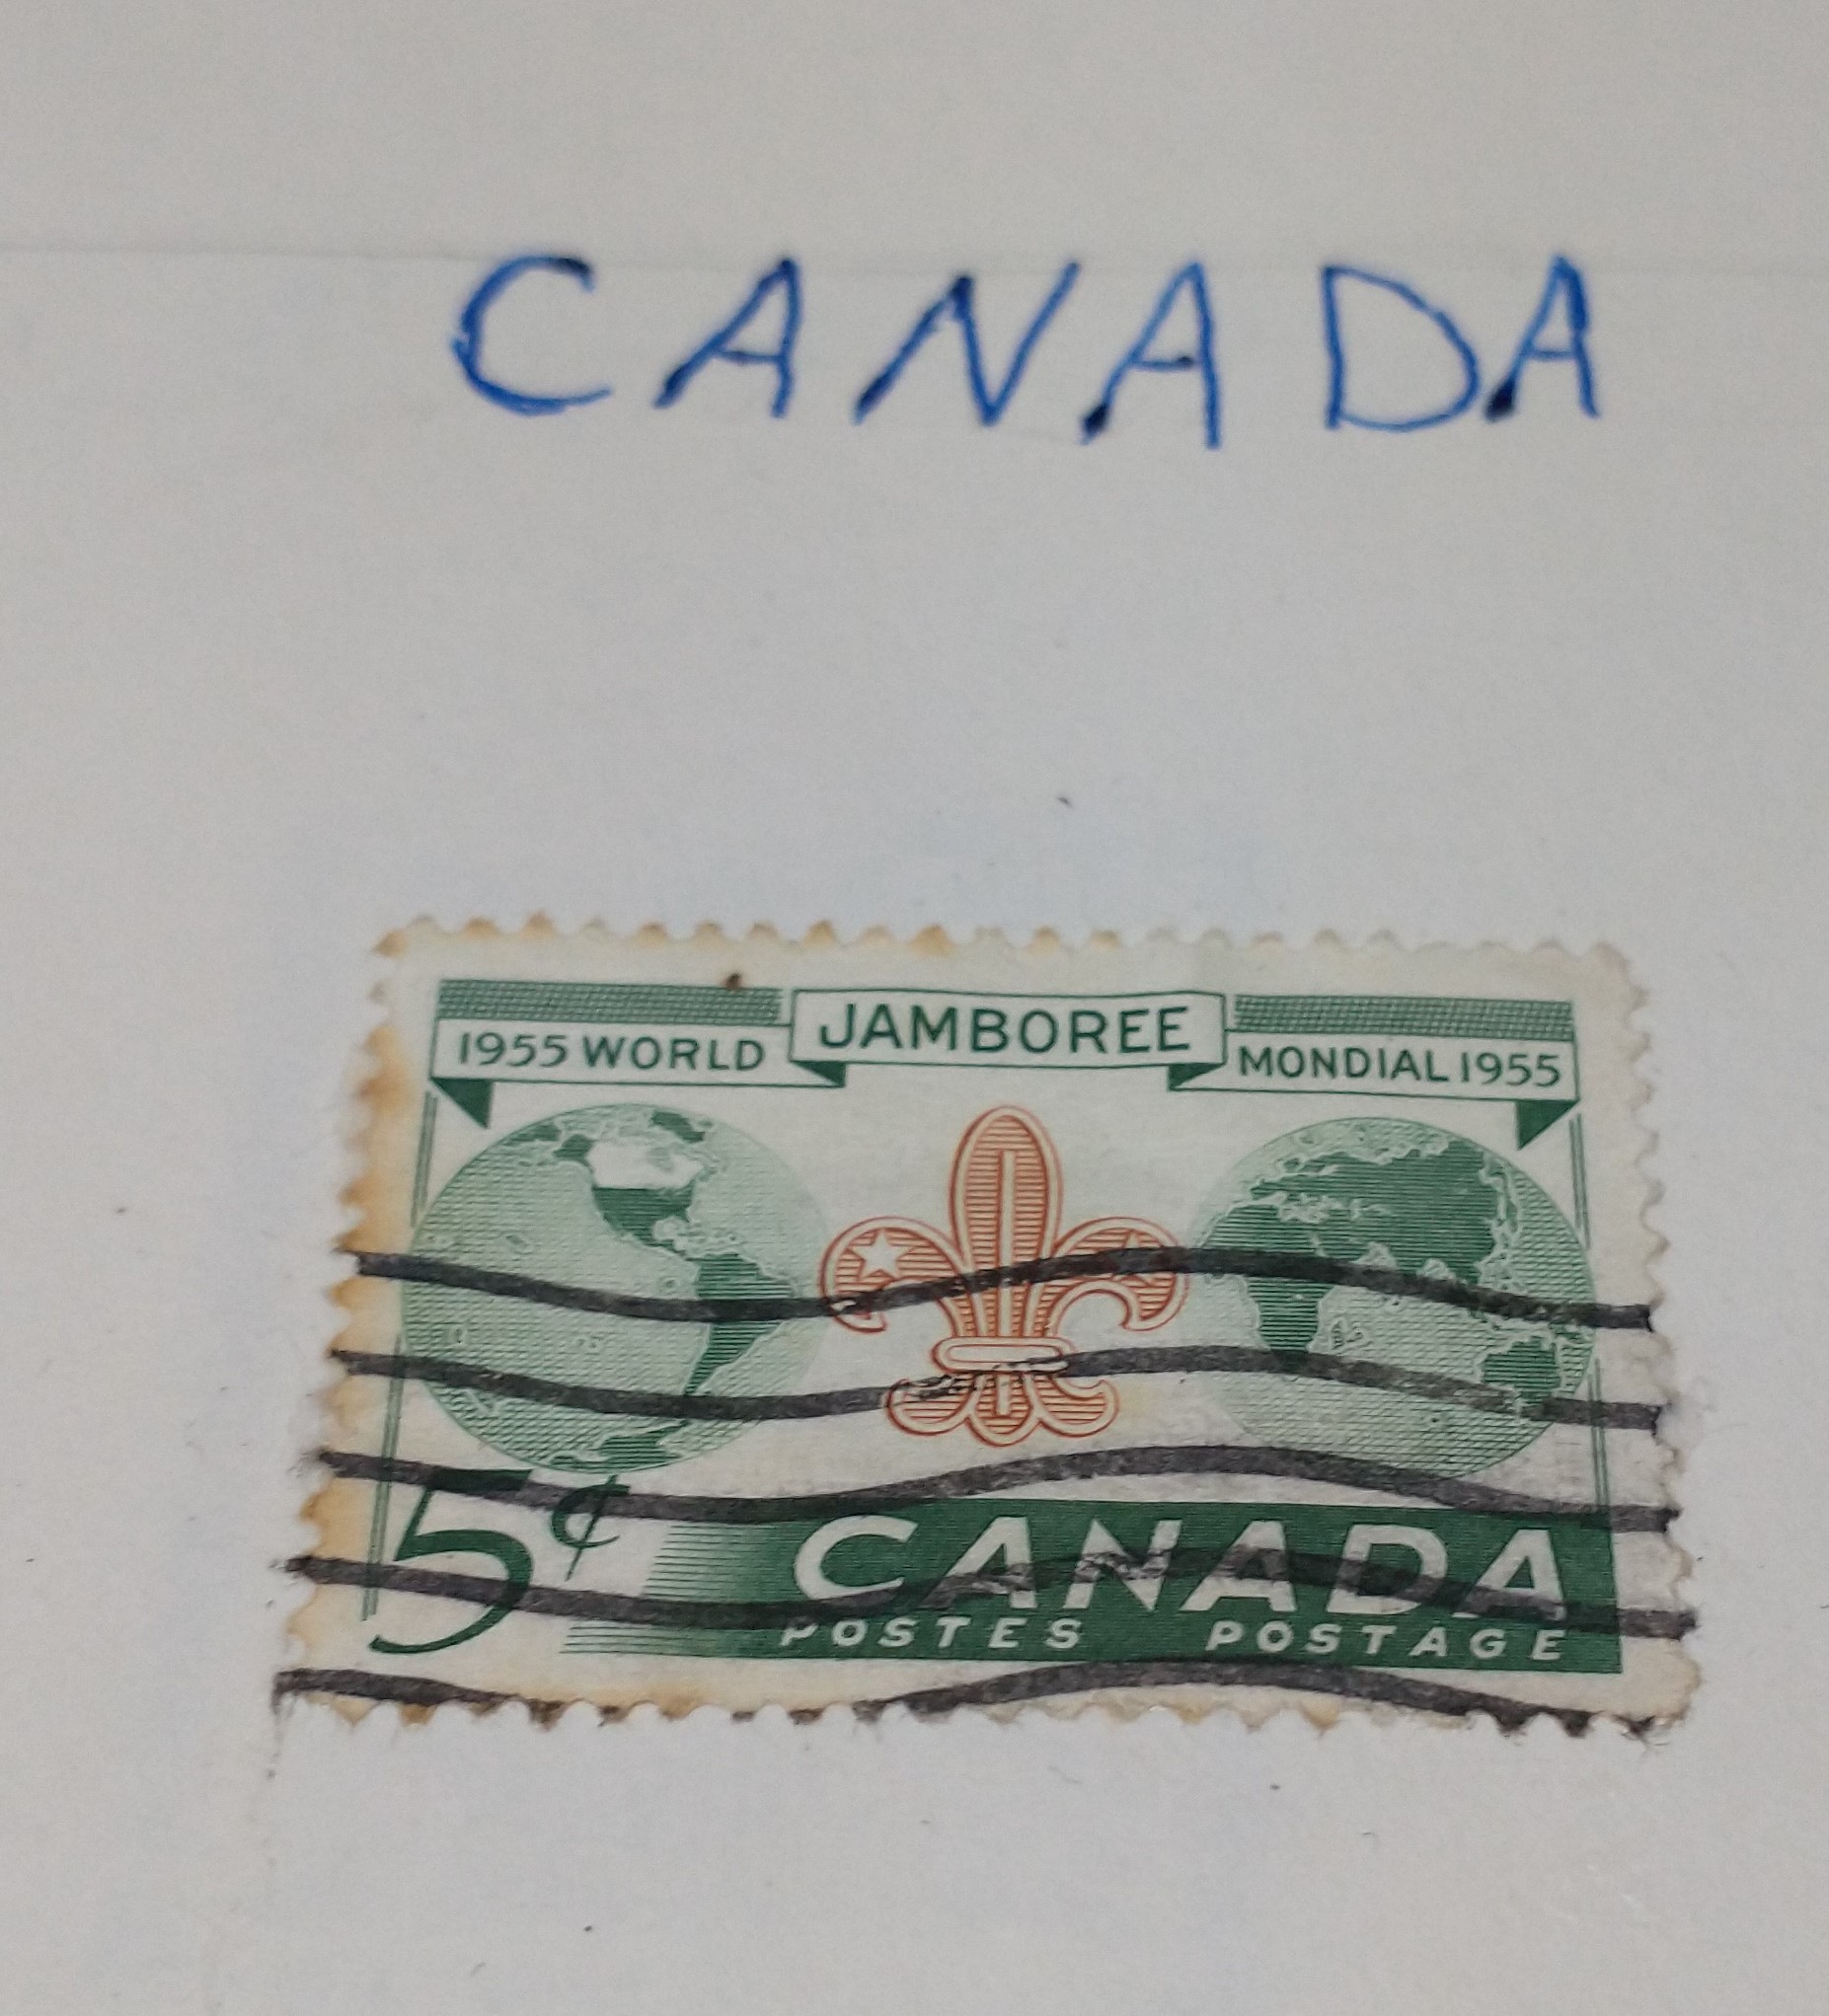 CANADA
1955 WORLD JAMBOREE MONDIAL 1955
5¢
CANADA
POSTES POSTAGE